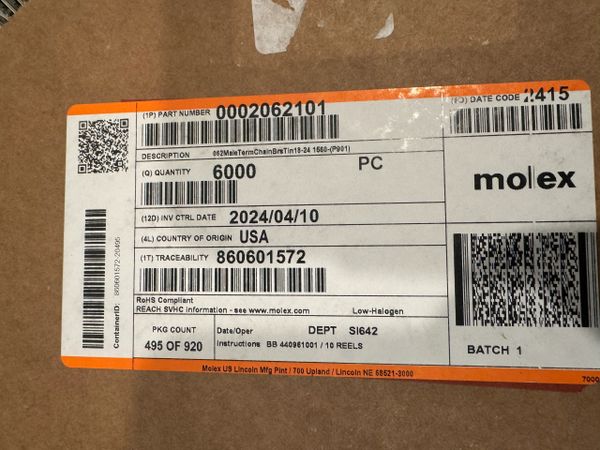 (1P) PART NUMBER 0002062101
(9D) DATE CODE 2415
DESCRIPTION 062MaleTermChainBrsTin18-24 1560-(P901)
(Q) QUANTITY 6000 PC
molex
(12D) INV CTRL DATE 2024/04/10
(4L) COUNTRY OF ORIGIN USA
(1T) TRACEABILITY 860601572
ContainerID: 860601572-20495
RoHS Compliant
REACH SVHC Information - see www.molex.com Low-Halogen
PKG COUNT
495 OF 920
Date/Oper DEPT SI642
Instructions BB 440961001 / 10 REELS
BATCH 1
Molex US Lincoln Mfg Plnt / 700 Upland / Lincoln NE 68521-3000